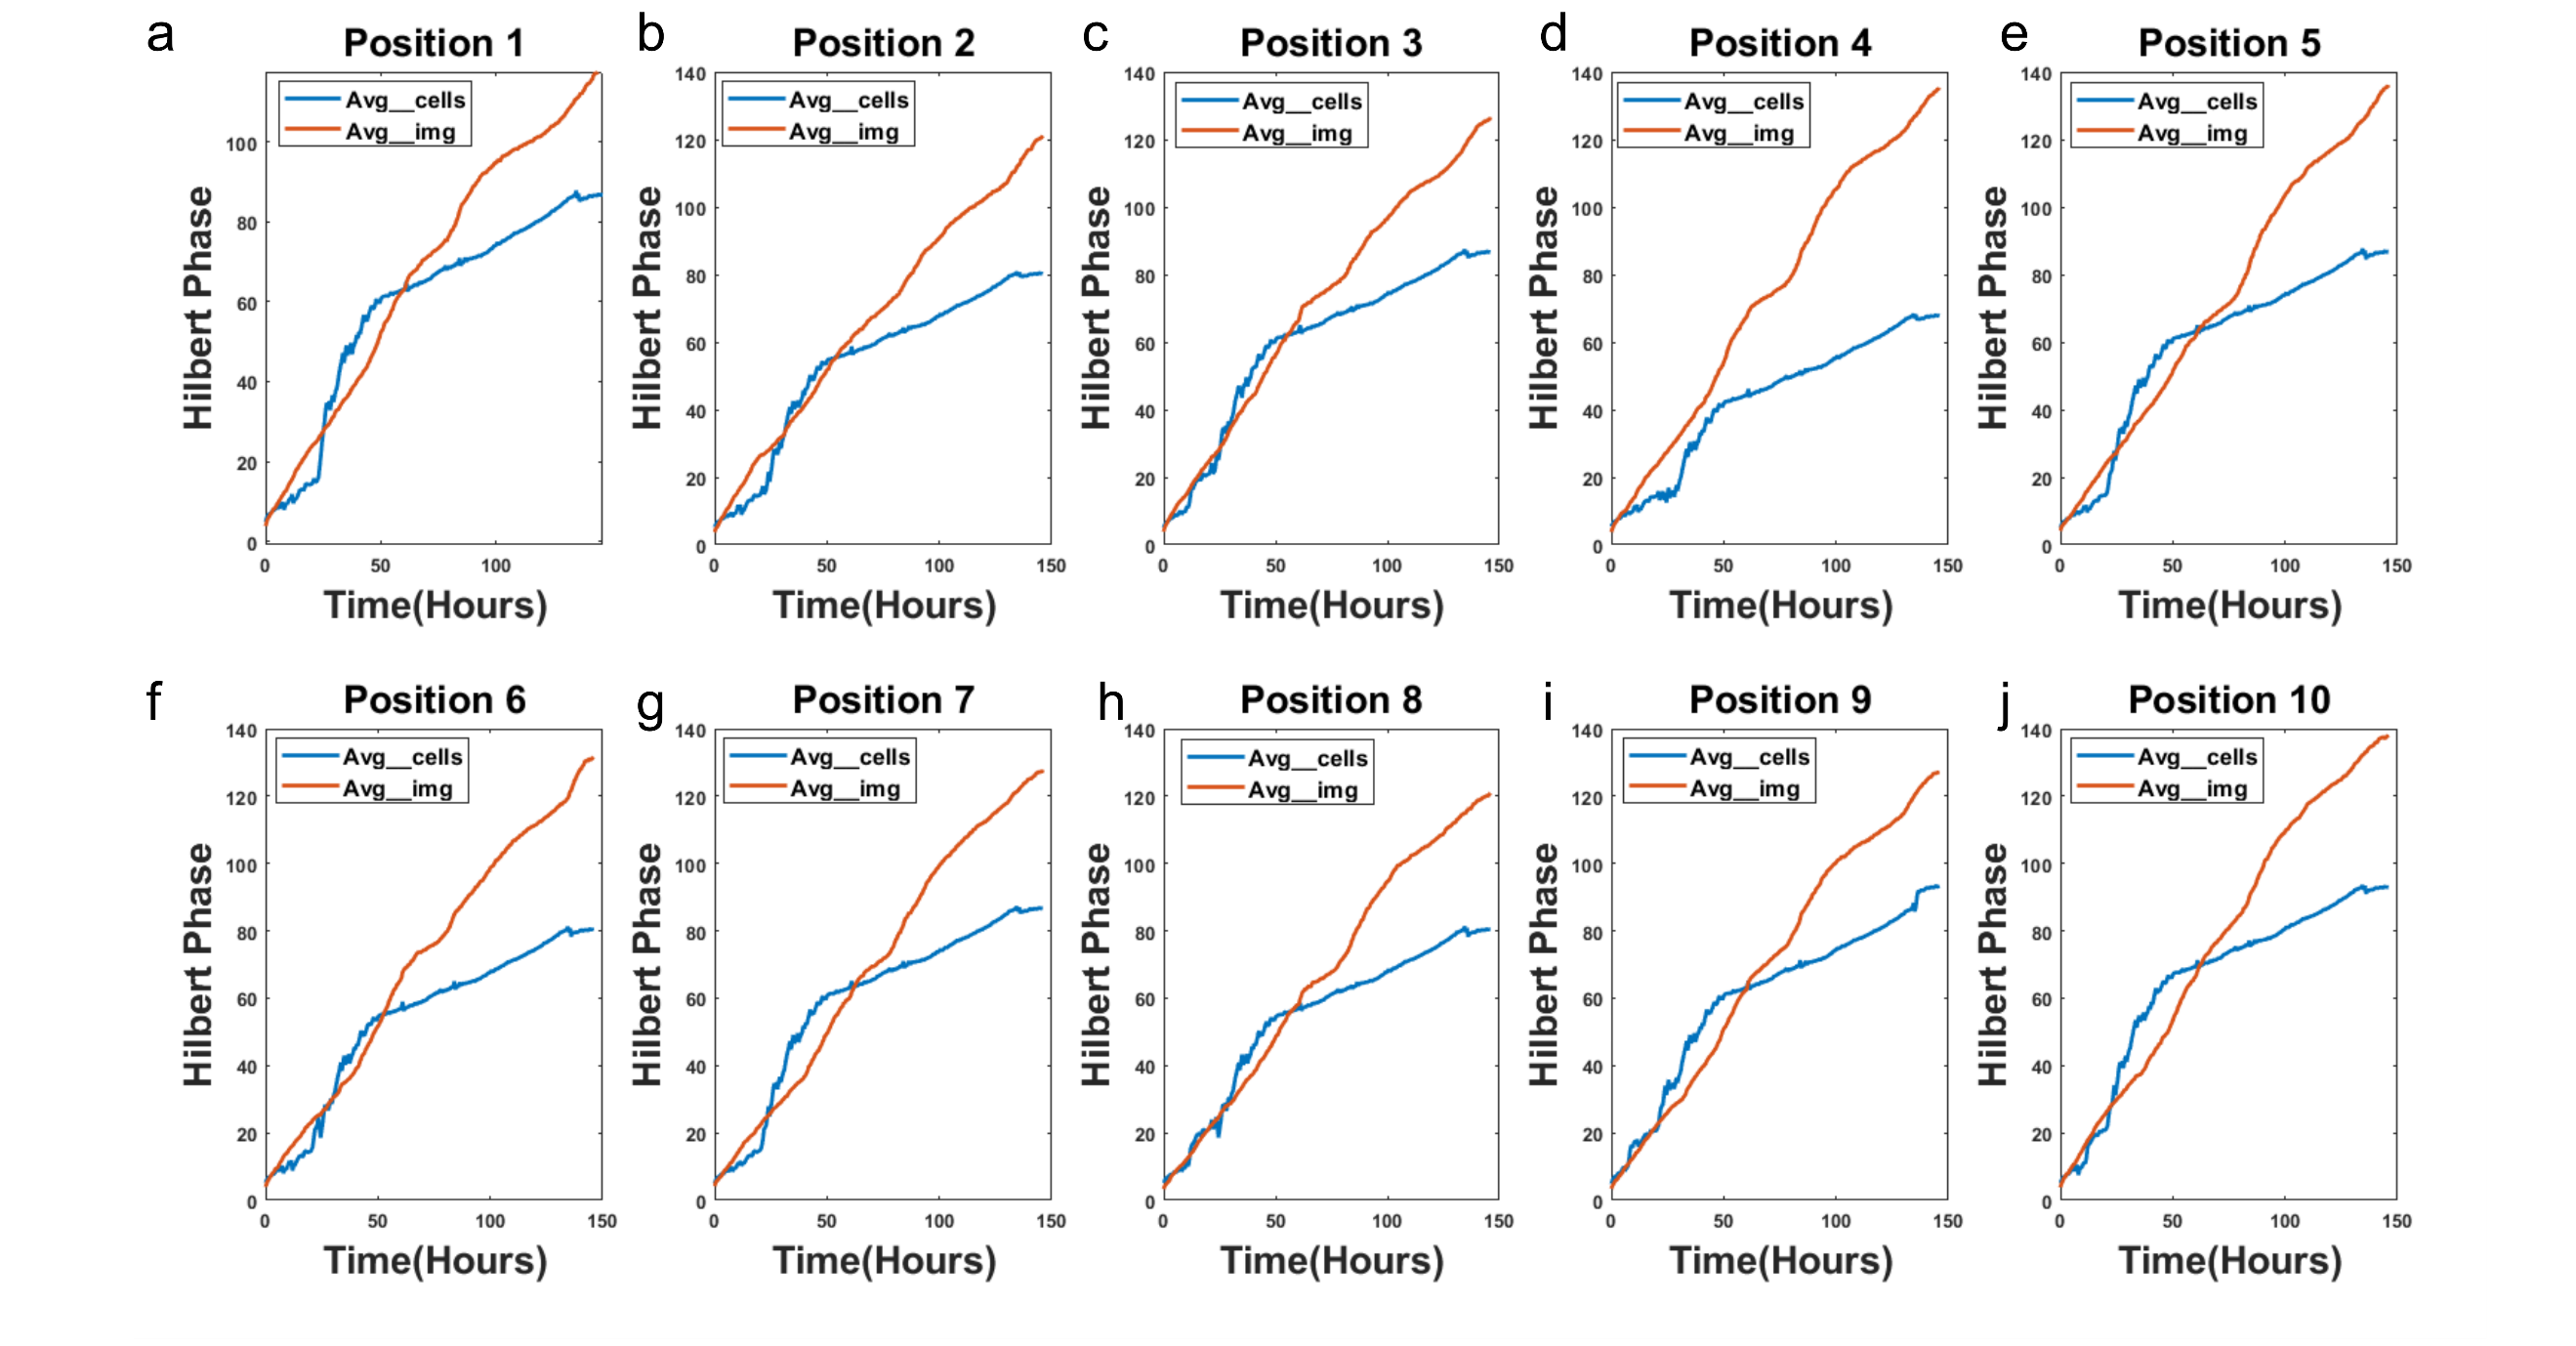 a
Position 1
Avg__cells
Avg__img
Hilbert Phase
100
80
60
40
20
0
0 50 100
Time(Hours)
b
Position 2
Avg__cells
Avg__img
Hilbert Phase
140
120
100
80
60
40
20
0
0 50 100 150
Time(Hours)
c
Position 3
Avg__cells
Avg__img
Hilbert Phase
140
120
100
80
60
40
20
0
0 50 100 150
Time(Hours)
d
Position 4
Avg__cells
Avg__img
Hilbert Phase
140
120
100
80
60
40
20
0
0 50 100 150
Time(Hours)
e
Position 5
Avg__cells
Avg__img
Hilbert Phase
140
120
100
80
60
40
20
0
0 50 100 150
Time(Hours)
f
Position 6
Avg__cells
Avg__img
Hilbert Phase
140
120
100
80
60
40
20
0
0 50 100 150
Time(Hours)
g
Position 7
Avg__cells
Avg__img
Hilbert Phase
140
120
100
80
60
40
20
0
0 50 100 150
Time(Hours)
h
Position 8
Avg__cells
Avg__img
Hilbert Phase
140
120
100
80
60
40
20
0
0 50 100 150
Time(Hours)
i
Position 9
Avg__cells
Avg__img
Hilbert Phase
140
120
100
80
60
40
20
0
0 50 100 150
Time(Hours)
j
Position 10
Avg__cells
Avg__img
Hilbert Phase
140
120
100
80
60
40
20
0
0 50 100 150
Time(Hours)